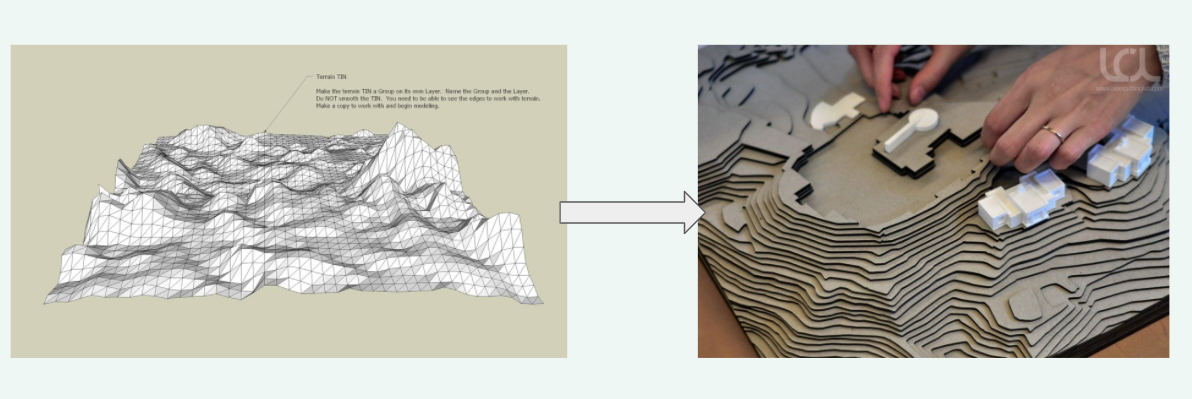 Terrain TIN
Make the terrain TIN a Group on its own Layer. Name the Group and the Layer.
Do NOT smooth the TIN. You need to be able to see the edges to work with terrain.
Make a copy to work with and begin modeling.
LCL